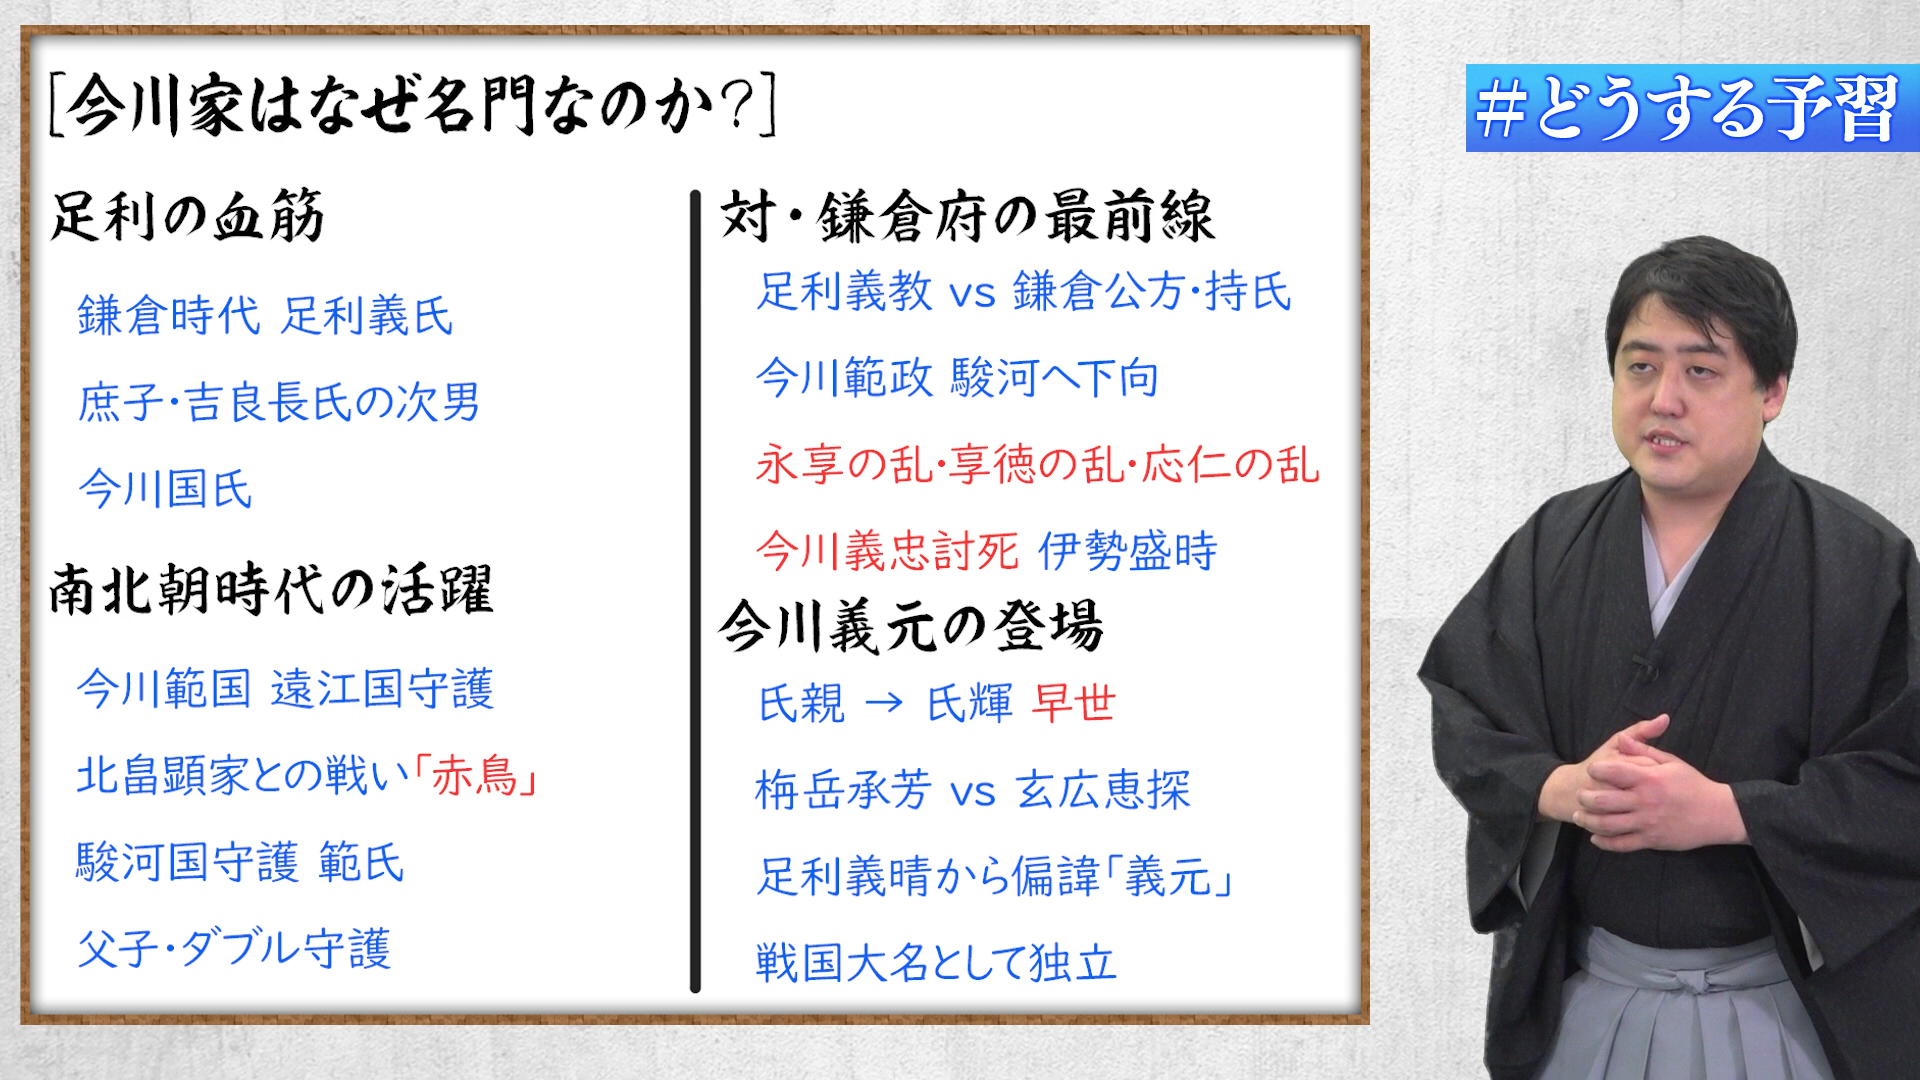 [今川家はなぜ名門なのか?]
足利の血筋
鎌倉時代 足利義氏
庶子・吉良長氏の次男
今川国氏
南北朝時代の活躍
今川範国 遠江国守護
北畠顕家との戦い「赤鳥」
駿河国守護 範氏
父子・ダブル守護
対・鎌倉府の最前線
足利義教 vs 鎌倉公方・持氏
今川範政 駿河へ下向
永享の乱・享徳の乱・応仁の乱
今川義忠討死 伊勢盛時
今川義元の登場
氏親 → 氏輝 早世
栴岳承芳 vs 玄広恵探
足利義晴から偏諱「義元」
戦国大名として独立
#どうする予習